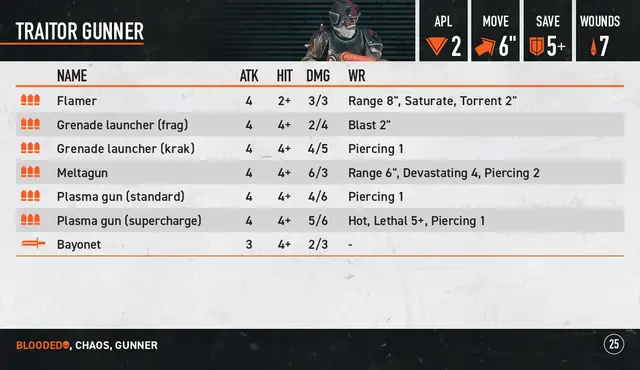 TRAITOR GUNNER
APL MOVE SAVE WOUNDS
2 6" 5+ 7
NAME ATK HIT DMG WR
Flamer 4 2+ 3/3 Range 8", Saturate, Torrent 2"
Grenade launcher (frag) 4 4+ 2/4 Blast 2"
Grenade launcher (krak) 4 4+ 4/5 Piercing 1
Meltagun 4 4+ 6/3 Range 6", Devastating 4, Piercing 2
Plasma gun (standard) 4 4+ 4/6 Piercing 1
Plasma gun (supercharge) 4 4+ 5/6 Hot, Lethal 5+, Piercing 1
Bayonet 3 4+ 2/3 -
BLOODED, CHAOS, GUNNER
25